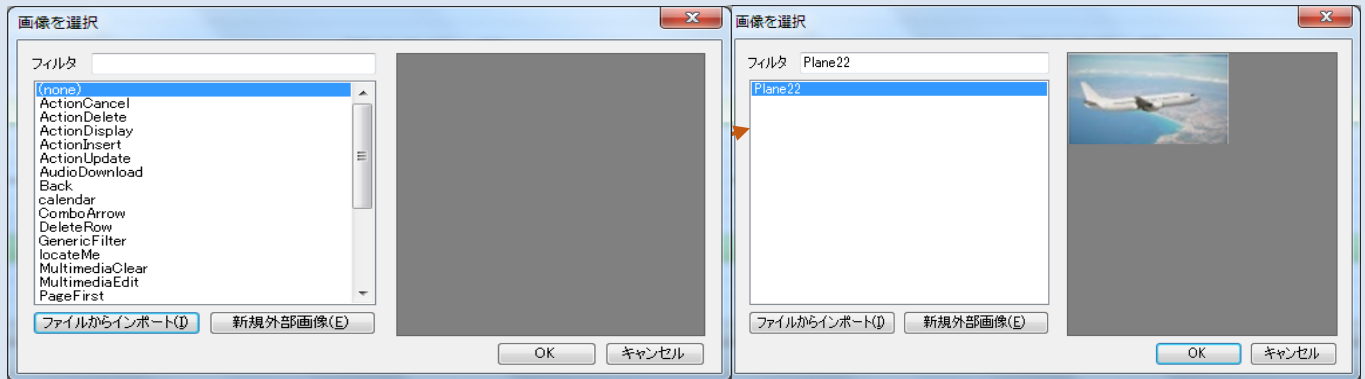 画像を選択
フィルタ
(none)
ActionCancel
ActionDelete
ActionDisplay
ActionInsert
ActionUpdate
AudioDownload
Back
calendar
ComboArrow
DeleteRow
GenericFilter
locateMe
MultimediaClear
MultimediaEdit
PageFirst
ファイルからインポート(I)
新規外部画像(E)
OK
キャンセル
画像を選択
フィルタ Plane22
Plane22
ファイルからインポート(I)
新規外部画像(E)
OK
キャンセル